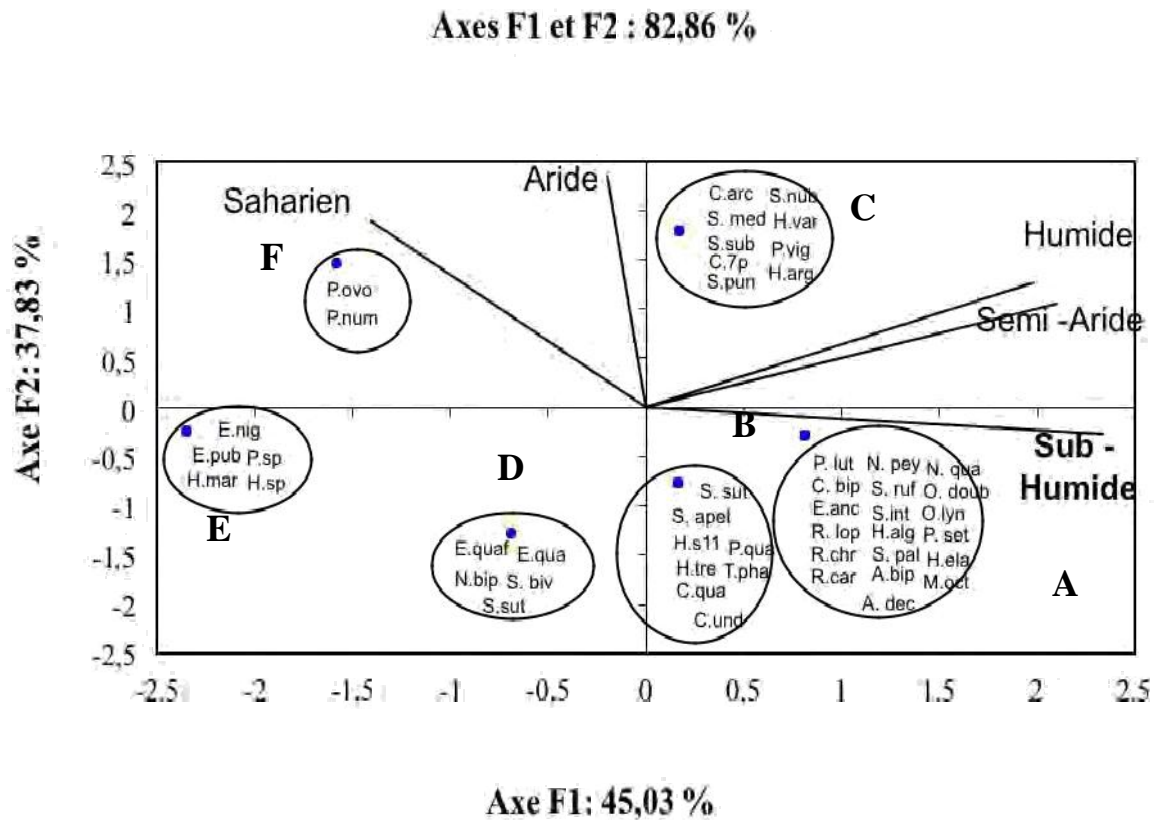 Axes F1 et F2 : 82,86 %
2,5
2
1,5
1
0,5
0
-0,5
-1
-1,5
-2
-2,5
Axe F2: 37,83 %
Saharien
Aride
Humide
Semi -Aride
Sub -
Humide
F
P.ovo
P.num
C
C.arc S.nub
S. med H.var
S.sub P.vig
C.7p H.arg
S.pun
E.nig
E.pub P.sp
H.mar H.sp
E
D
E.quaf E.qua
N.bip S. biv
S.sut
B
S. sut
S. apel
H.s11 P.qua
H.tre T.pha
C.qua
C.und
P. lut N. pey N. qua
C. bip S. ruf O. doub
E.anc S.int O.lyn
R. lop H.alg P. set
R.chr S. pal H.ela
R.car A.bip M.oct
A. dec
A
-2,5 -2 -1,5 -1 -0,5 0 0,5 1 1,5 2 2,5
Axe F1: 45,03 %